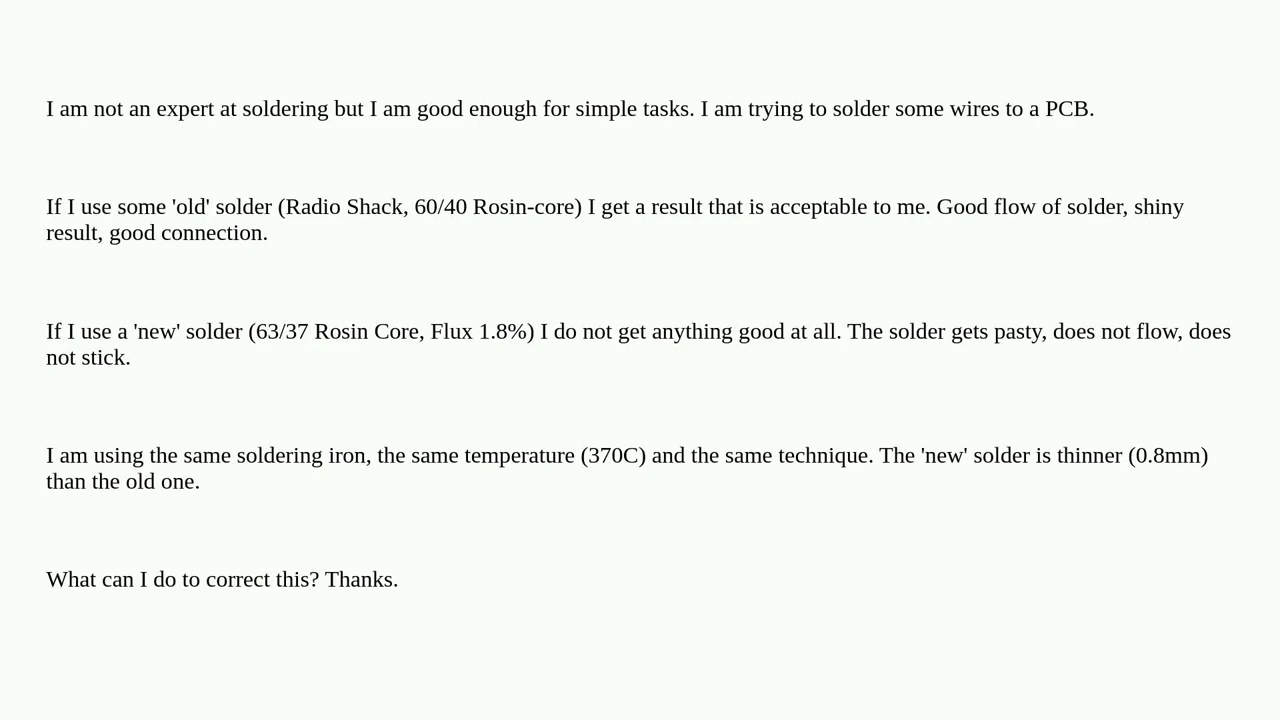 I am not an expert at soldering but I am good enough for simple tasks. I am trying to solder some wires to a PCB.
If I use some 'old' solder (Radio Shack, 60/40 Rosin-core) I get a result that is acceptable to me. Good flow of solder, shiny
result, good connection.
If I use a 'new' solder (63/37 Rosin Core, Flux 1.8%) I do not get anything good at all. The solder gets pasty, does not flow, does
not stick.
I am using the same soldering iron, the same temperature (370C) and the same technique. The 'new' solder is thinner (0.8mm)
than the old one.
What can I do to correct this? Thanks.